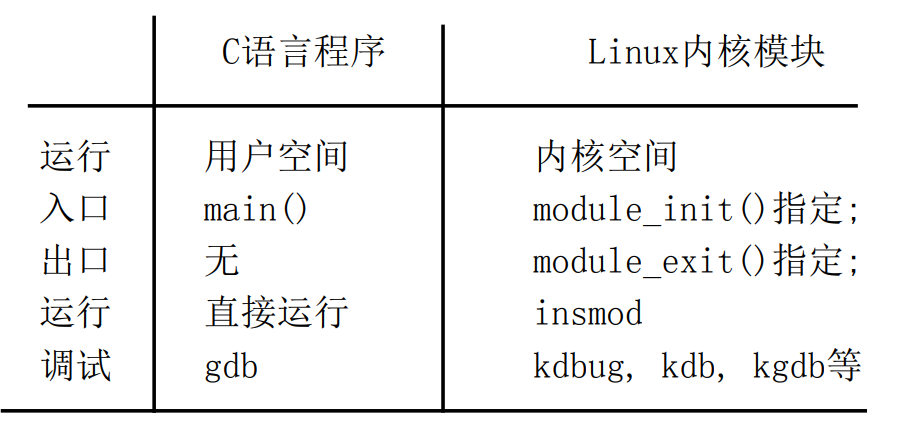 C语言程序 Linux内核模块
运行 用户空间 内核空间
入口 main() module_init()指定;
出口 无 module_exit()指定;
运行 直接运行 insmod
调试 gdb kdbug, kdb, kgdb等